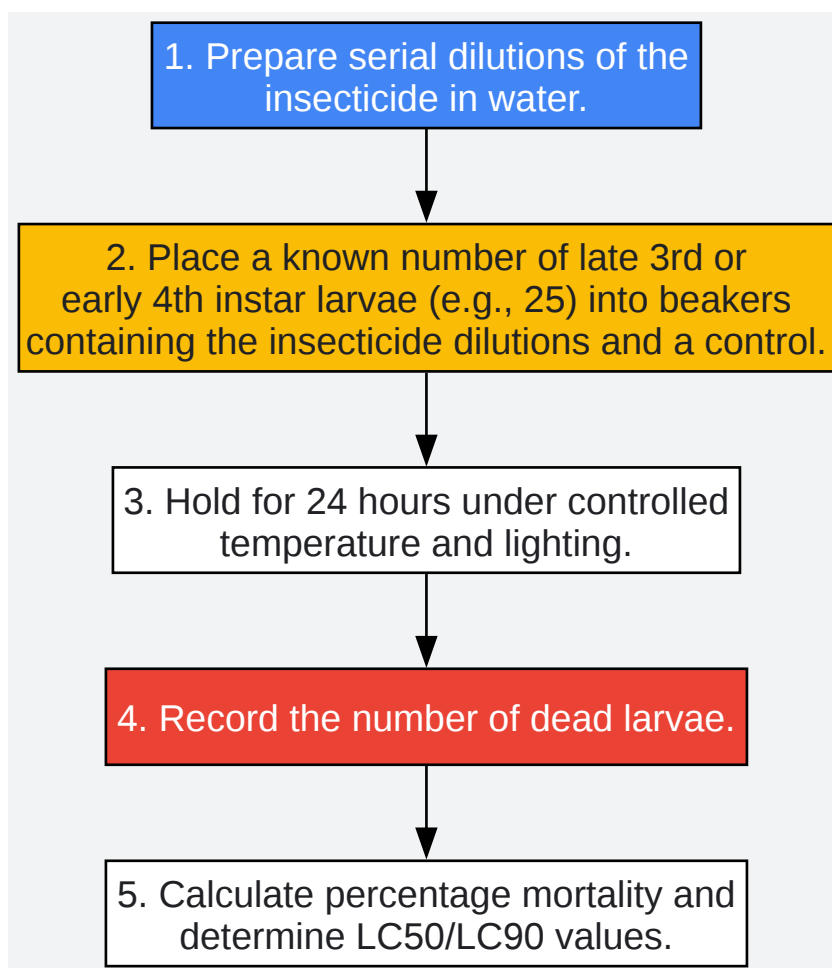 1. Prepare serial dilutions of the
insecticide in water.
2. Place a known number of late 3rd or
early 4th instar larvae (e.g., 25) into beakers
containing the insecticide dilutions and a control.
3. Hold for 24 hours under controlled
temperature and lighting.
4. Record the number of dead larvae.
5. Calculate percentage mortality and
determine LC50/LC90 values.